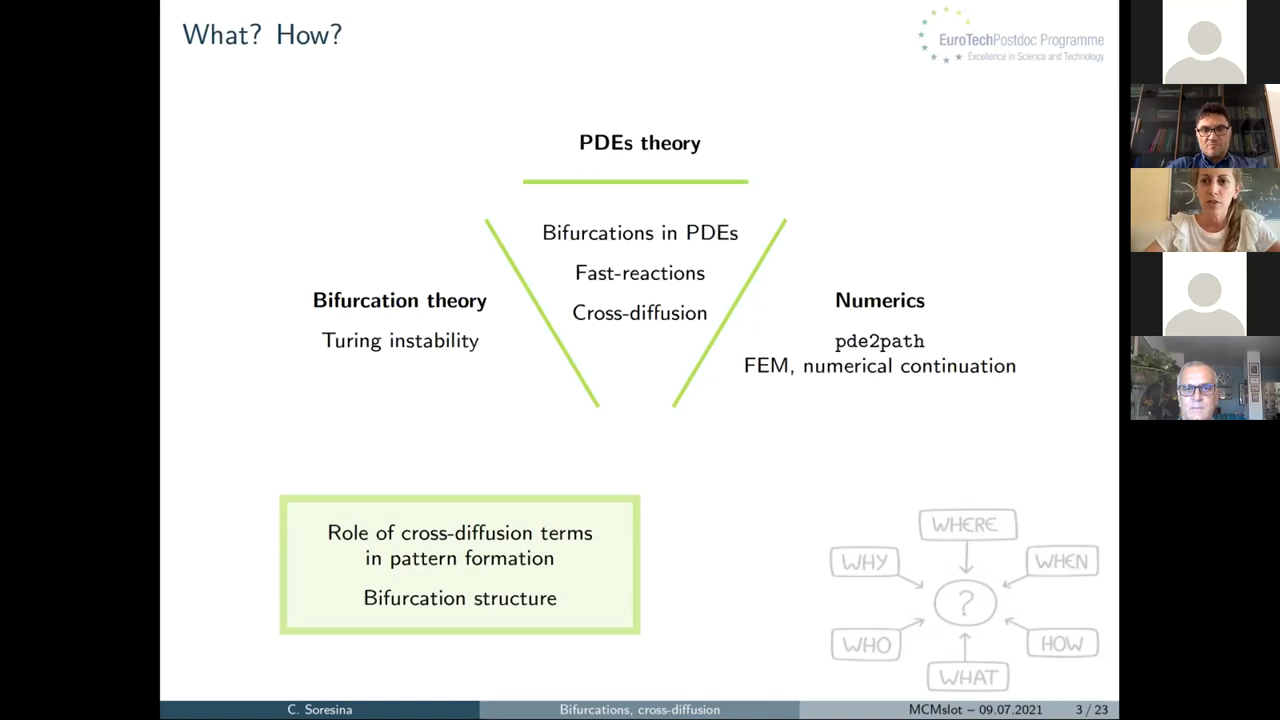 What? How?
EuroTechPostdoc Programme
Excellence in Science and Technology
PDEs theory
Bifurcations in PDEs
Fast-reactions
Cross-diffusion
Bifurcation theory
Turing instability
Numerics
pde2path
FEM, numerical continuation
Role of cross-diffusion terms
in pattern formation
Bifurcation structure
WHERE
WHY
WHEN
?
WHO
HOW
WHAT
C. Soresina
Bifurcations, cross-diffusion
MCMslot – 09.07.2021
3 / 23